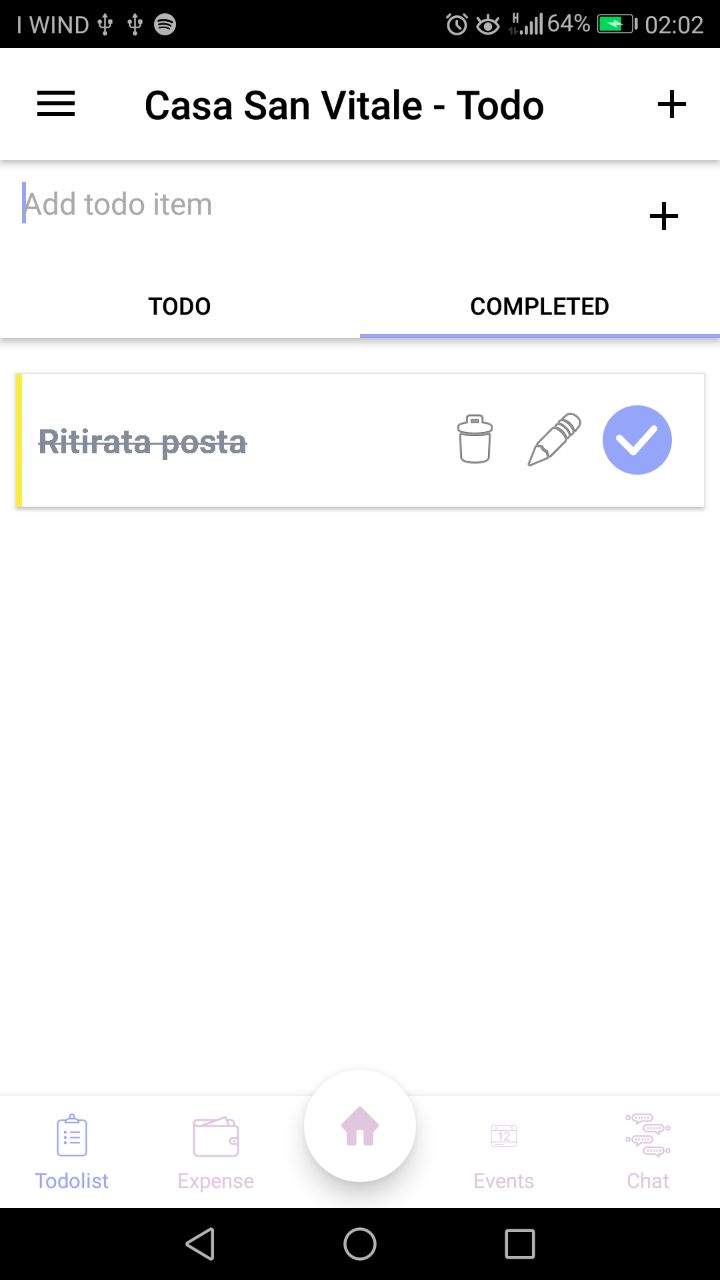 I WIND H 64% 02:02
Casa San Vitale - Todo
Add todo item
TODO COMPLETED
Ritirata posta
12
Todolist Expense Events Chat